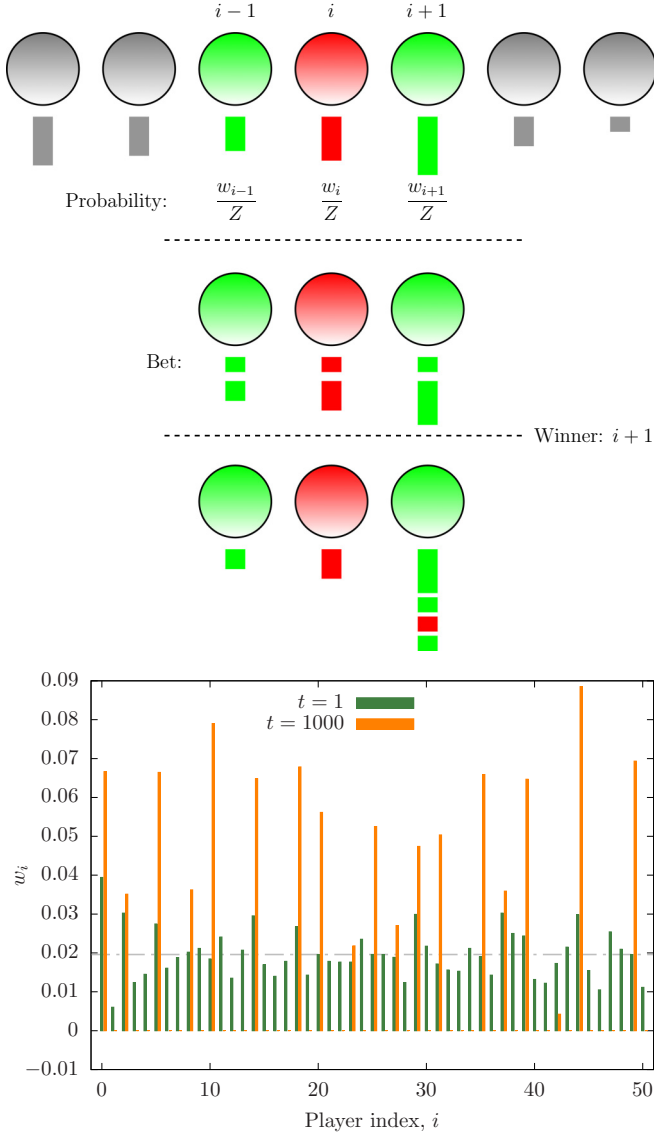 i − 1 i i + 1
Probability: w_{i−1}/Z w_i/Z w_{i+1}/Z
Bet:
Winner: i + 1
0.09
0.08
0.07
0.06
0.05
0.04
0.03
0.02
0.01
0
−0.01
w_i
t = 1
t = 1000
0 10 20 30 40 50
Player index, i